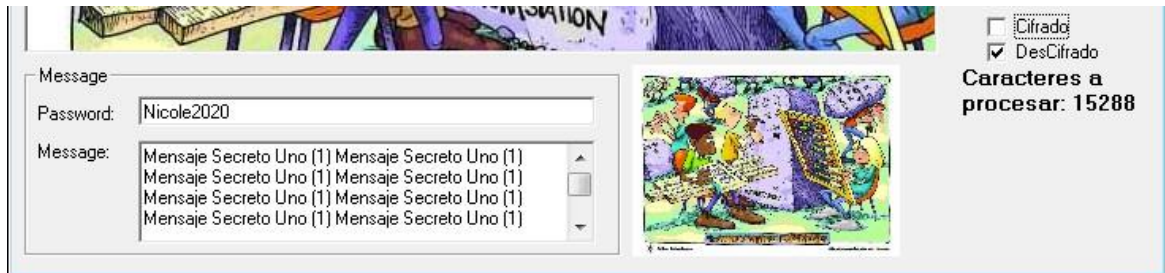 Cifrado
DesCifrado
Caracteres a
procesar: 15288
Message
Password:
Nicole2020
Message:
Mensaje Secreto Uno (1) Mensaje Secreto Uno (1)
Mensaje Secreto Uno (1) Mensaje Secreto Uno (1)
Mensaje Secreto Uno (1) Mensaje Secreto Uno (1)
Mensaje Secreto Uno (1) Mensaje Secreto Uno (1)